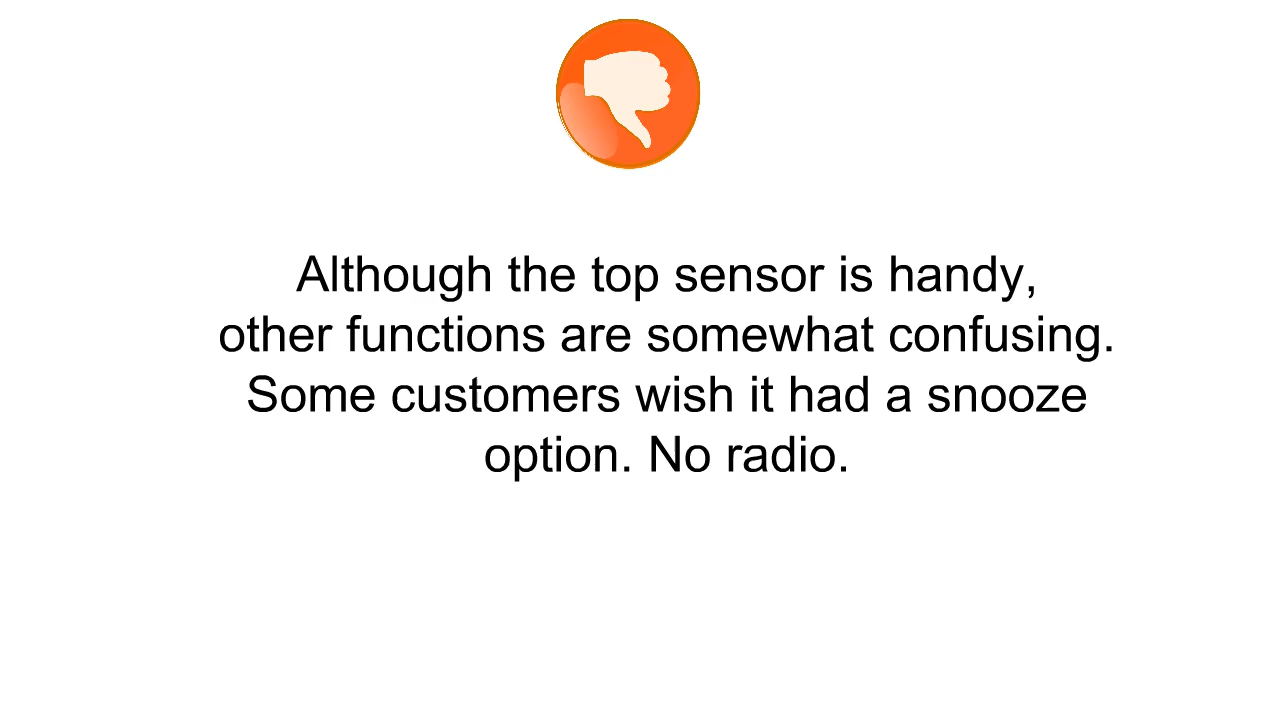 Although the top sensor is handy,
other functions are somewhat confusing.
Some customers wish it had a snooze
option. No radio.